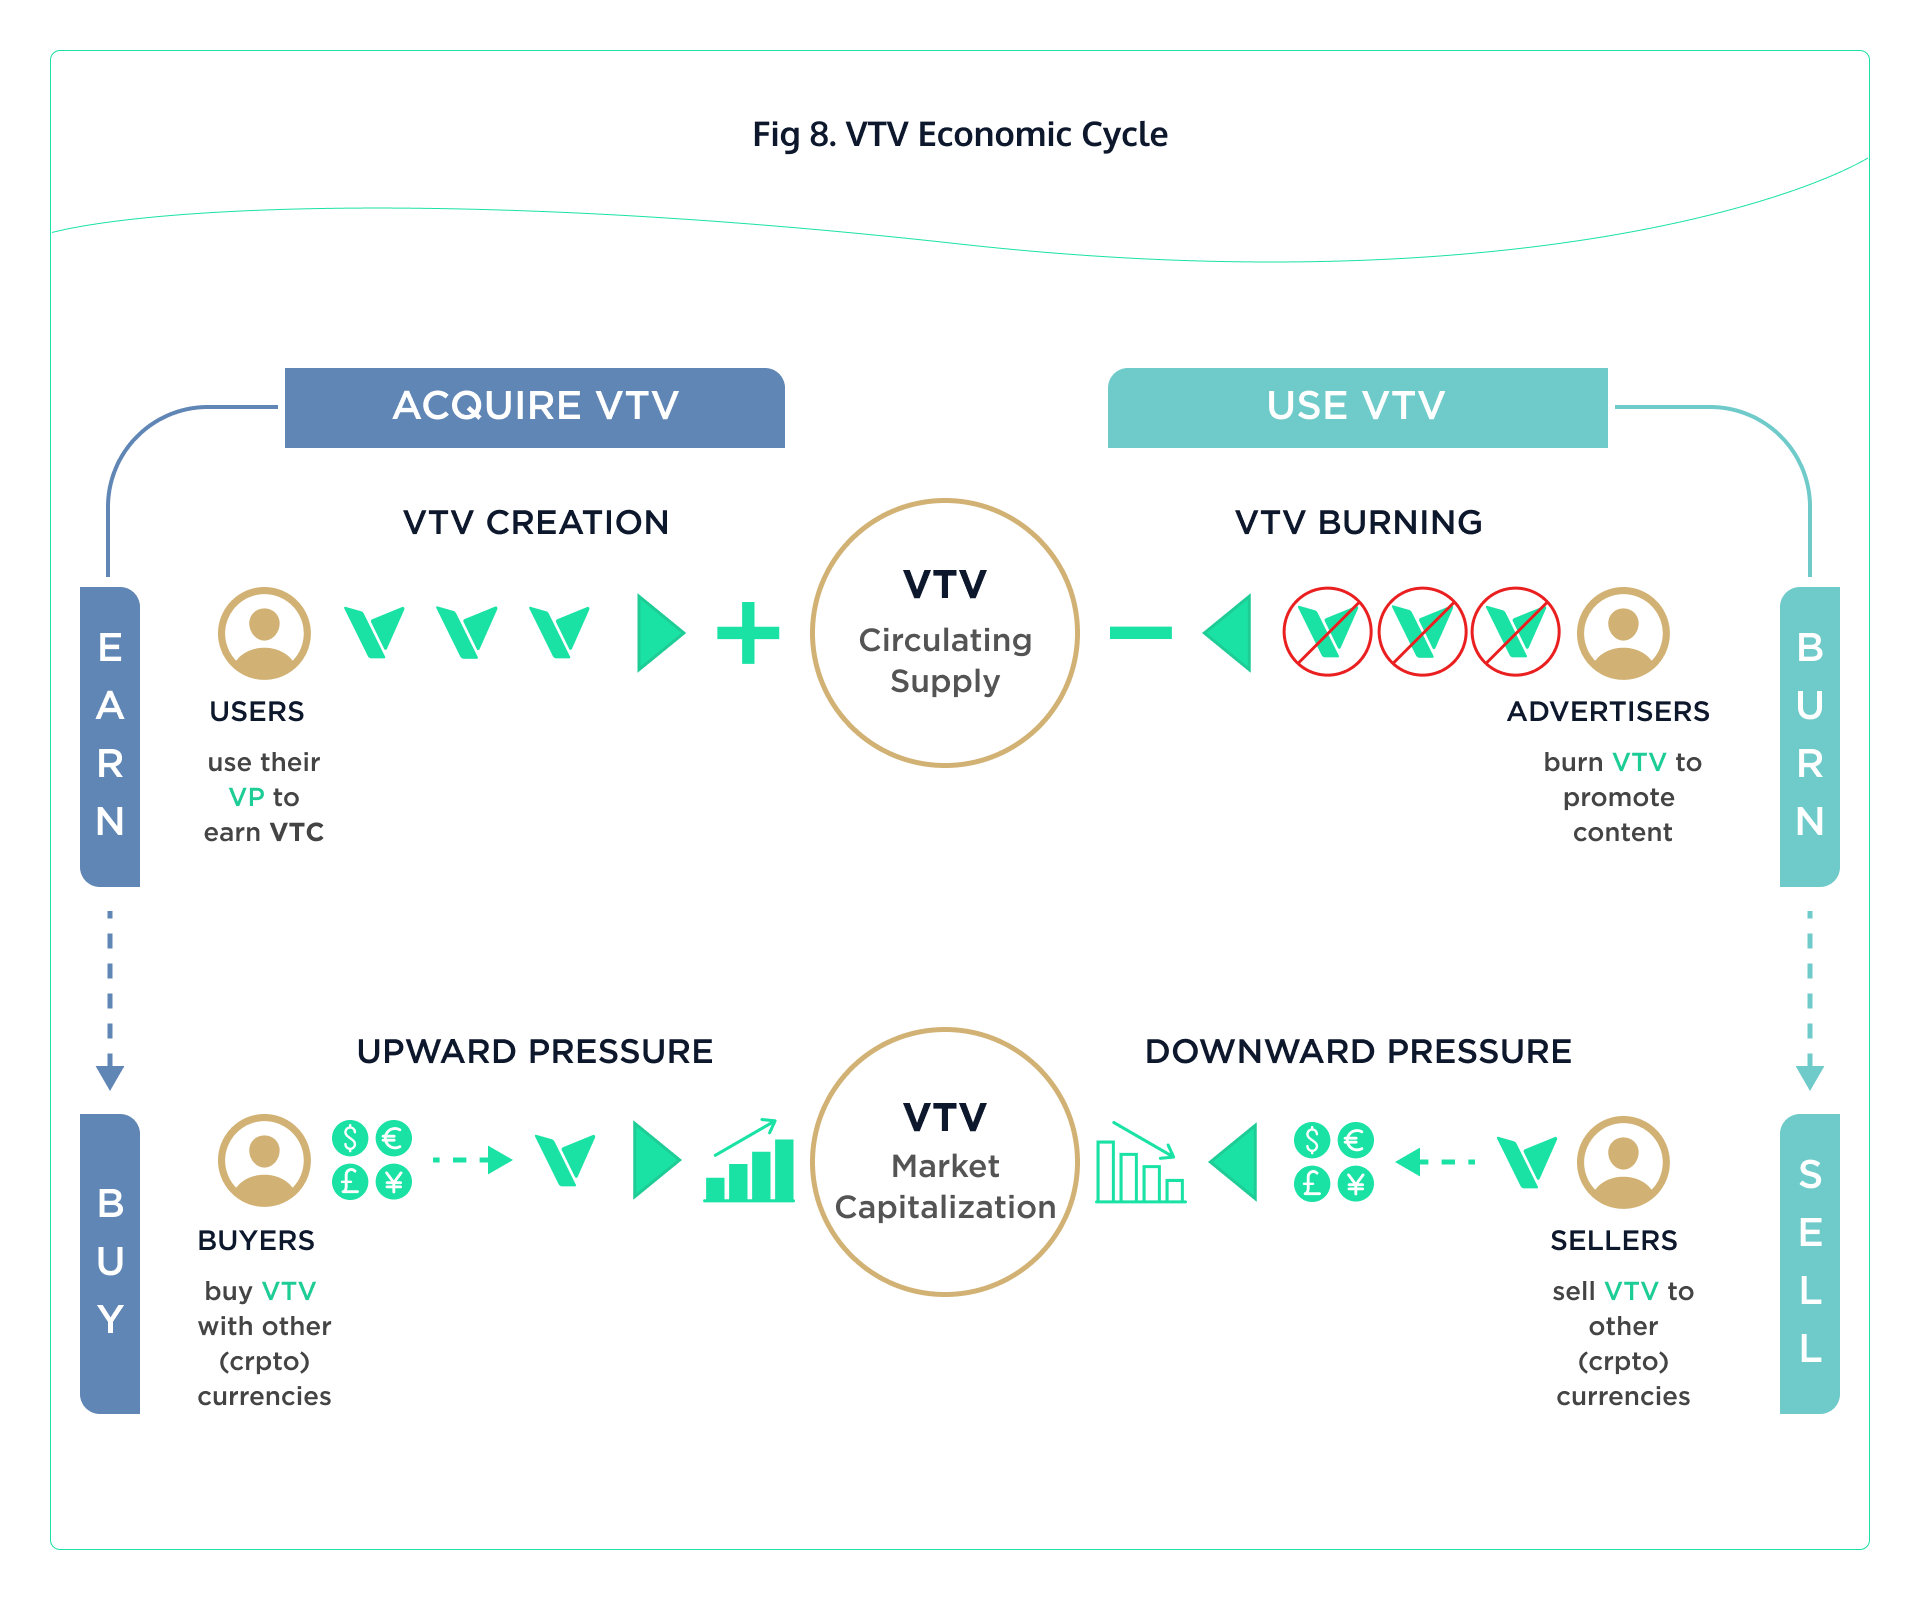 Fig 8. VTV Economic Cycle
ACQUIRE VTV
USE VTV
VTV CREATION
VTV BURNING
EARN
BURN
VTV
Circulating
Supply
USERS
use their
VP to
earn VTC
ADVERTISERS
burn VTV to
promote
content
UPWARD PRESSURE
DOWNWARD PRESSURE
BUY
SELL
$ €
£ ¥
VTV
Market
Capitalization
$ €
£ ¥
BUYERS
buy VTV
with other
(crpto)
currencies
SELLERS
sell VTV to
other
(crpto)
currencies